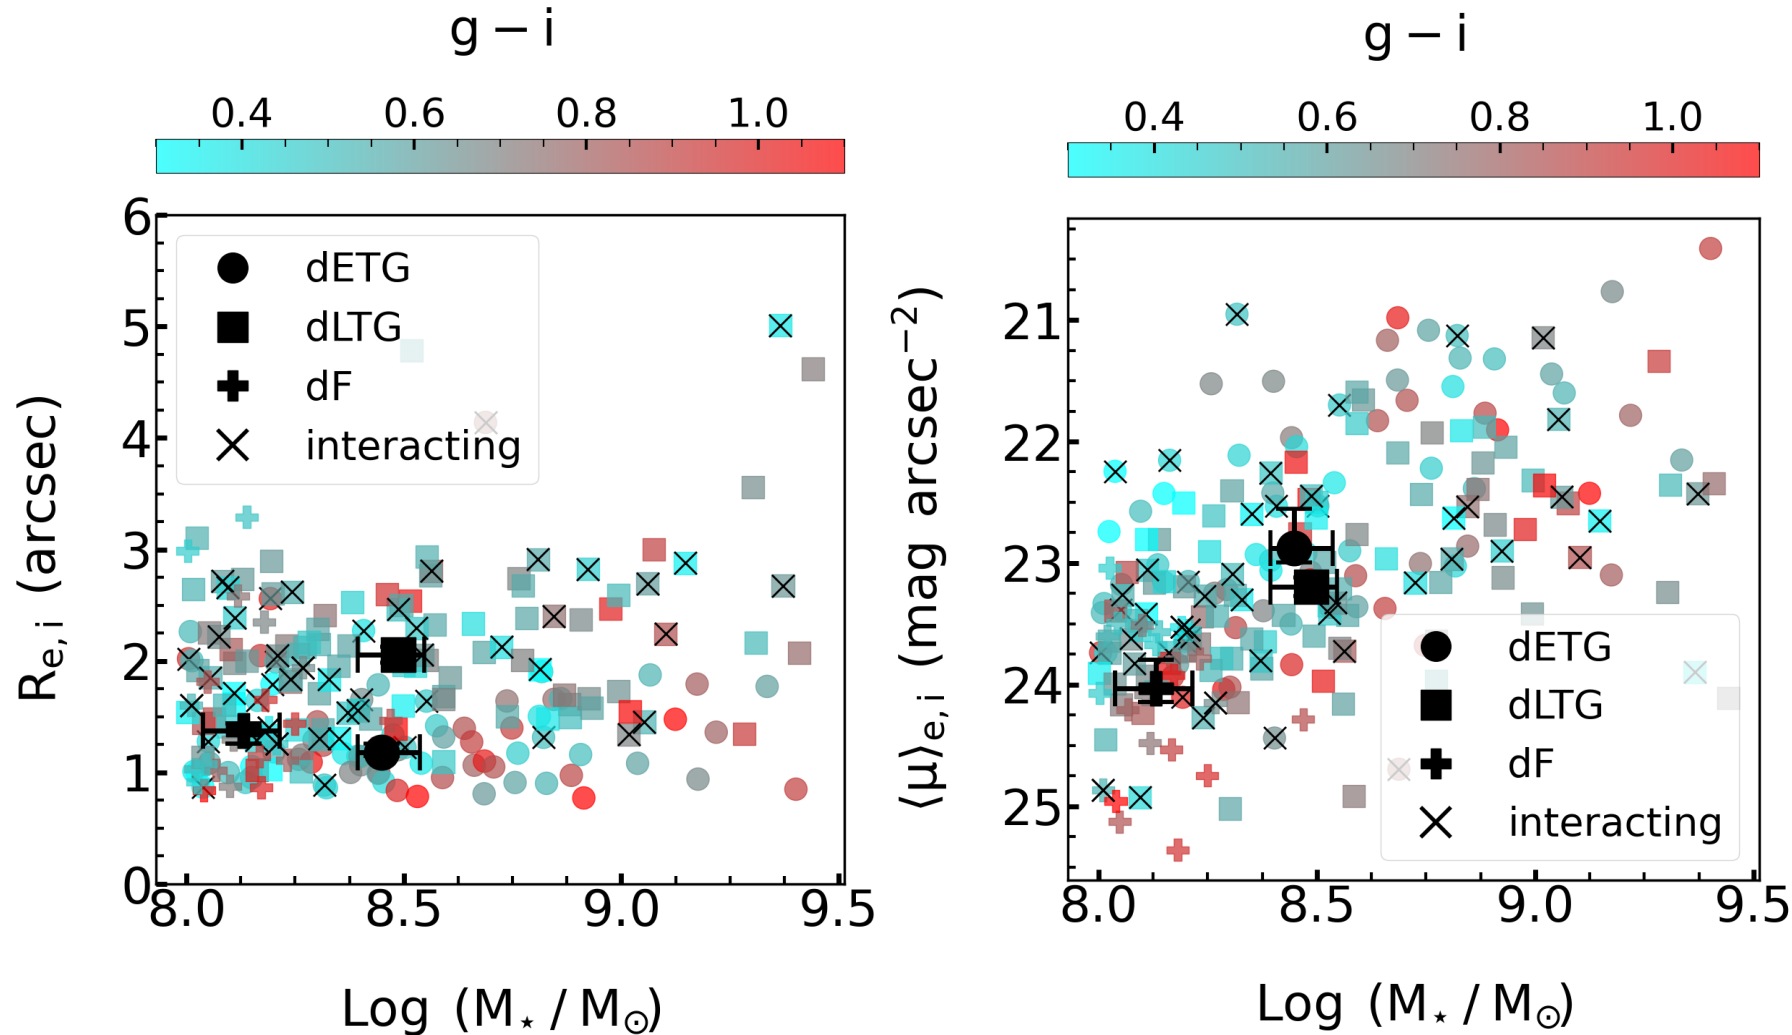 g − i
0.4 0.6 0.8 1.0
6
5
4
3
2
1
0
R e, i (arcsec)
dETG
dLTG
dF
interacting
8.0 8.5 9.0 9.5
Log (M⋆ / M⊙)
g − i
0.4 0.6 0.8 1.0
21
22
23
24
25
⟨μ⟩ e, i (mag arcsec−2)
dETG
dLTG
dF
interacting
8.0 8.5 9.0 9.5
Log (M⋆ / M⊙)